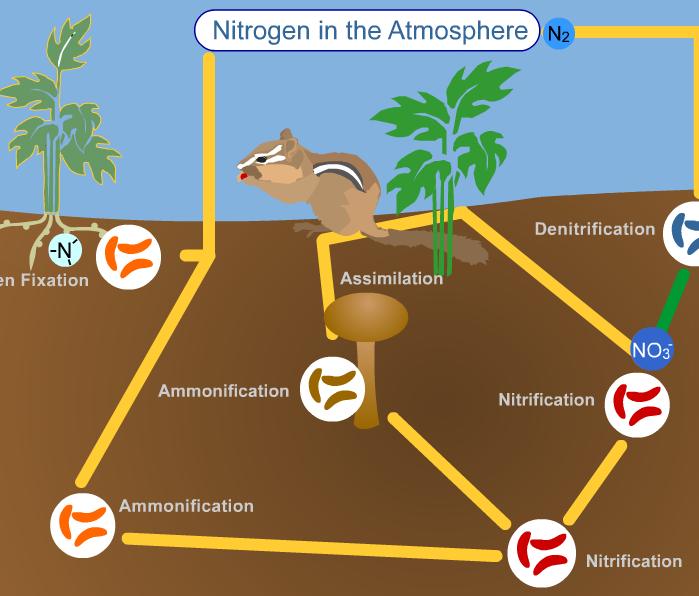 Nitrogen in the Atmosphere
N₂
Denitrification
-N
en Fixation
Assimilation
NO₃⁻
Ammonification
Nitrification
Ammonification
Nitrification